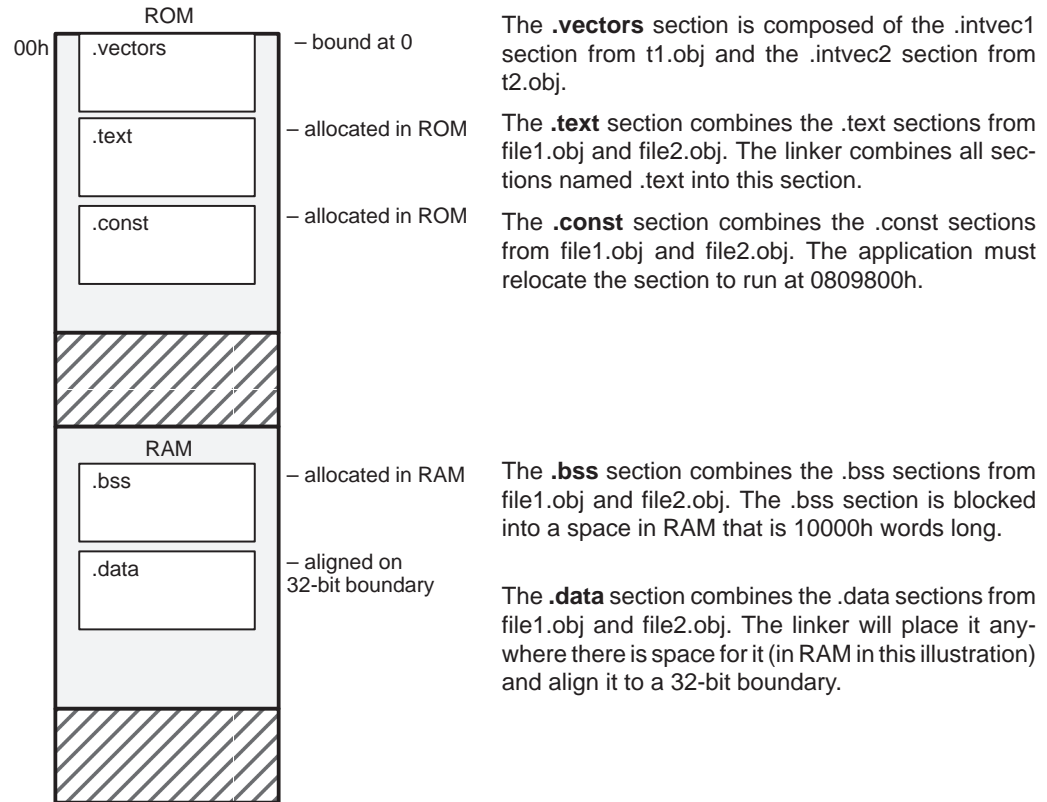 ROM
00h
.vectors
– bound at 0
The .vectors section is composed of the .intvec1
section from t1.obj and the .intvec2 section from
t2.obj.
.text
– allocated in ROM
The .text section combines the .text sections from
file1.obj and file2.obj. The linker combines all sec-
tions named .text into this section.
.const
– allocated in ROM
The .const section combines the .const sections
from file1.obj and file2.obj. The application must
relocate the section to run at 0809800h.
RAM
.bss
– allocated in RAM
The .bss section combines the .bss sections from
file1.obj and file2.obj. The .bss section is blocked
into a space in RAM that is 10000h words long.
.data
– aligned on
32-bit boundary
The .data section combines the .data sections from
file1.obj and file2.obj. The linker will place it any-
where there is space for it (in RAM in this illustration)
and align it to a 32-bit boundary.